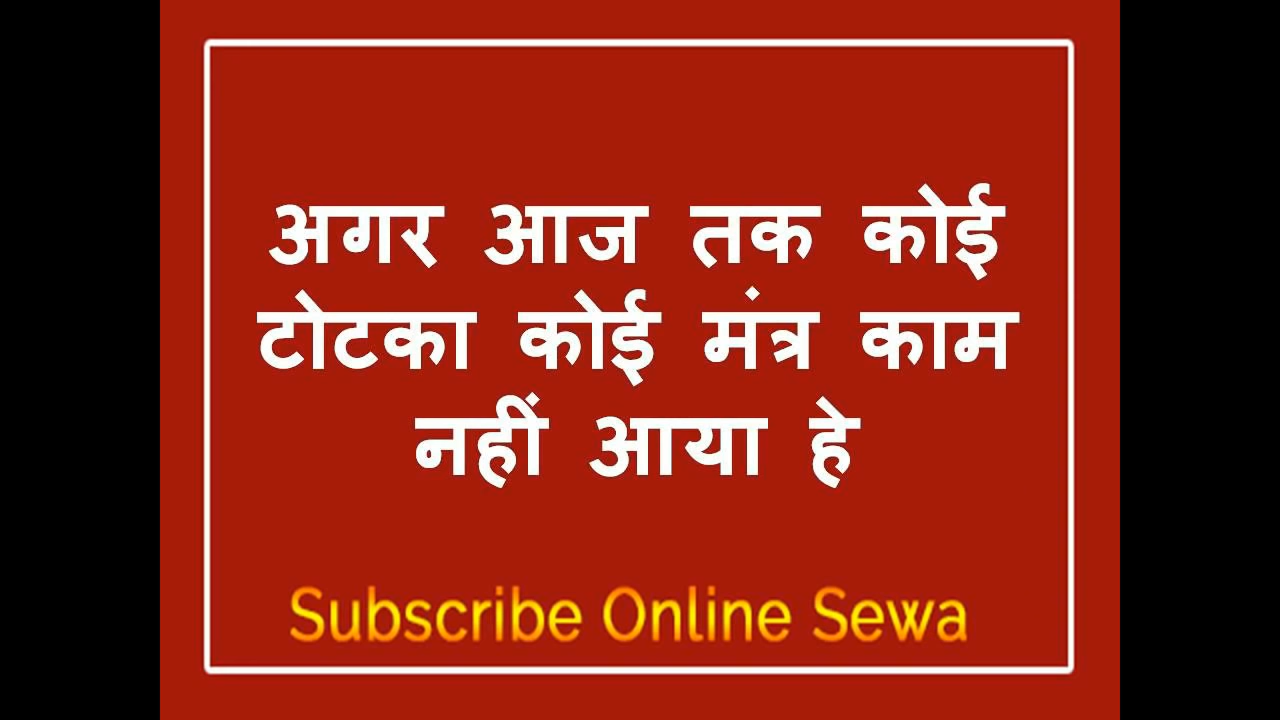 अगर आज तक कोई
टोटका कोई मंत्र काम
नहीं आया हे
Subscribe Online Sewa